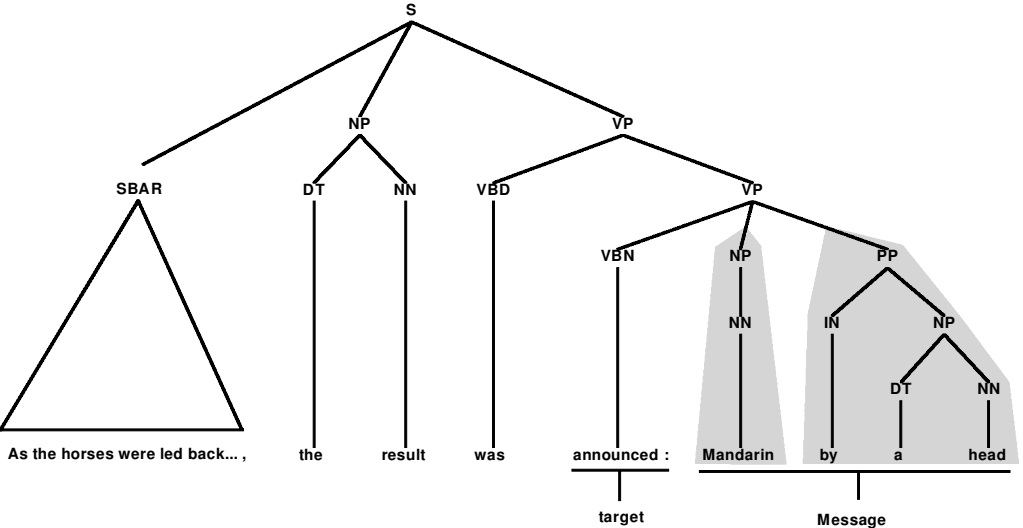 S
NP VP
SBAR DT NN VBD VP
VBN NP PP
NN IN NP
DT NN
As the horses were led back... , the result was announced : Mandarin by a head
target Message